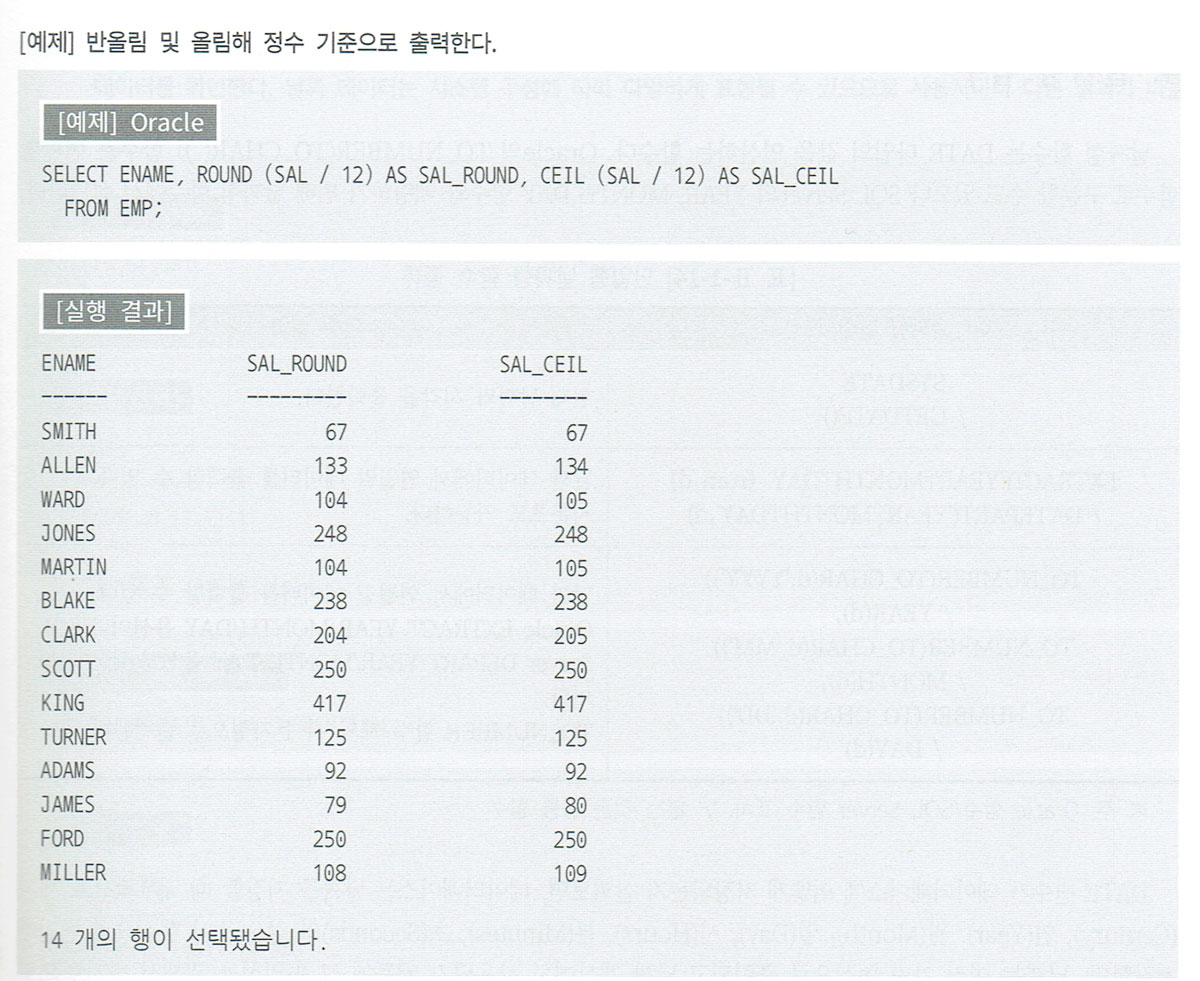 [예제] 반올림 및 올림해 정수 기준으로 출력한다.
[예제] Oracle
SELECT ENAME, ROUND (SAL / 12) AS SAL_ROUND, CEIL (SAL / 12) AS SAL_CEIL
FROM EMP;
[실행 결과]
ENAME SAL_ROUND SAL_CEIL
------ --------- --------
SMITH 67 67
ALLEN 133 134
WARD 104 105
JONES 248 248
MARTIN 104 105
BLAKE 238 238
CLARK 204 205
SCOTT 250 250
KING 417 417
TURNER 125 125
ADAMS 92 92
JAMES 79 80
FORD 250 250
MILLER 108 109
14 개의 행이 선택됐습니다.